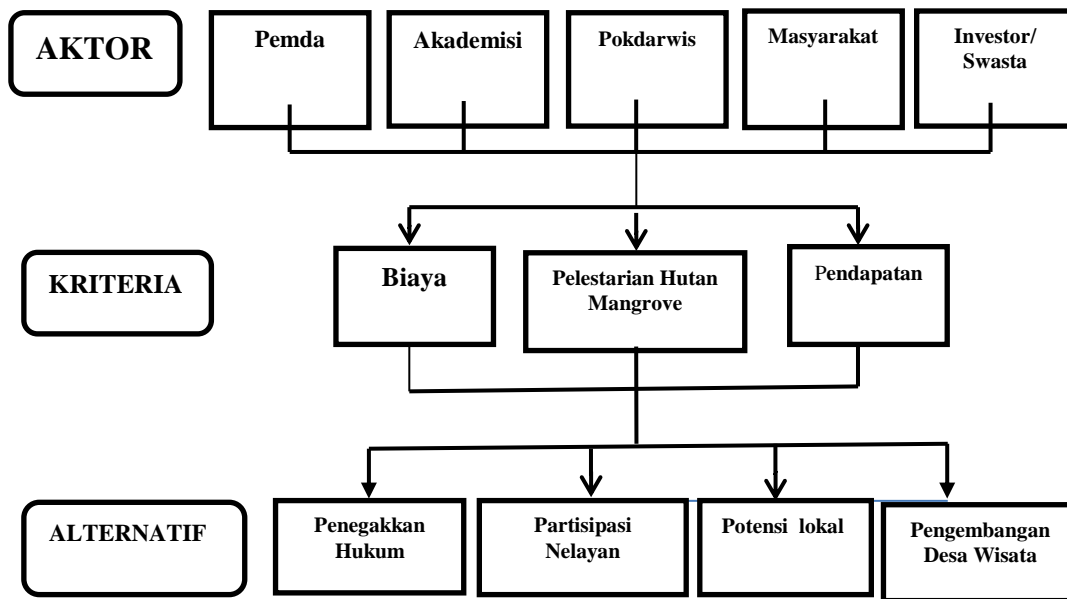 AKTOR
Pemda
Akademisi
Pokdarwis
Masyarakat
Investor/
Swasta
KRITERIA
Biaya
Pelestarian Hutan
Mangrove
Pendapatan
ALTERNATIF
Penegakkan
Hukum
Partisipasi
Nelayan
Potensi lokal
Pengembangan
Desa Wisata